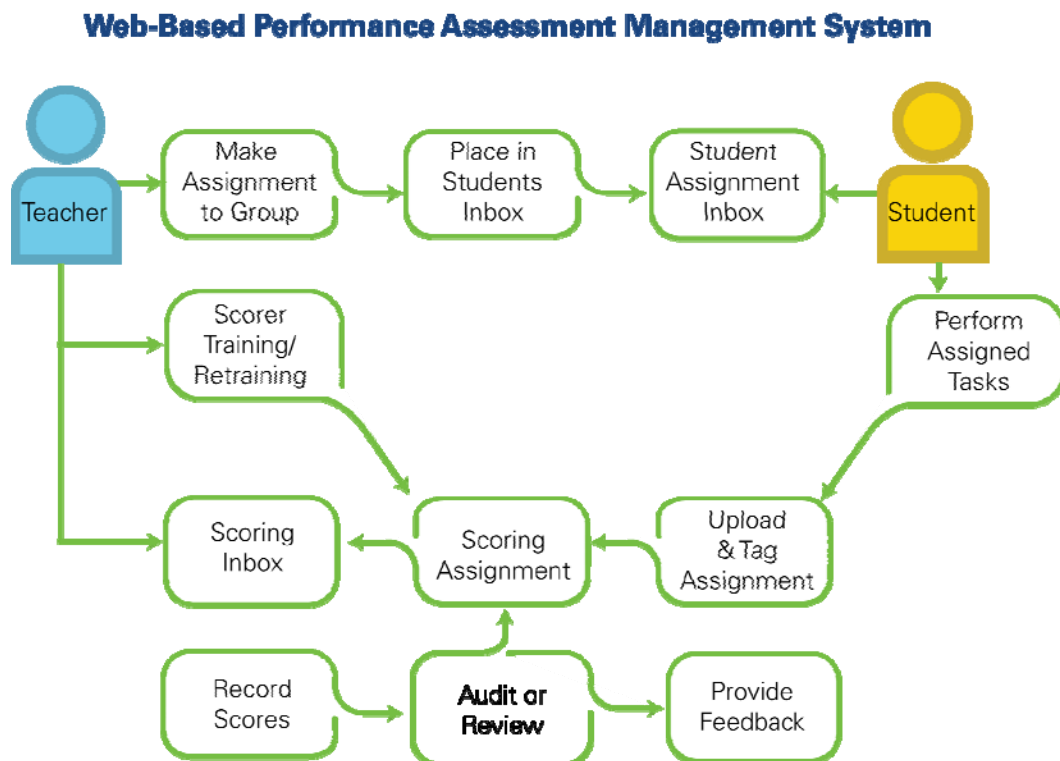 Web-Based Performance Assessment Management System
Teacher
Make
Assignment
to Group
Place in
Students
Inbox
Student
Assignment
Inbox
Student
Scorer
Training/
Retraining
Perform
Assigned
Tasks
Scoring
Inbox
Scoring
Assignment
Upload
& Tag
Assignment
Record
Scores
Audit or
Review
Provide
Feedback